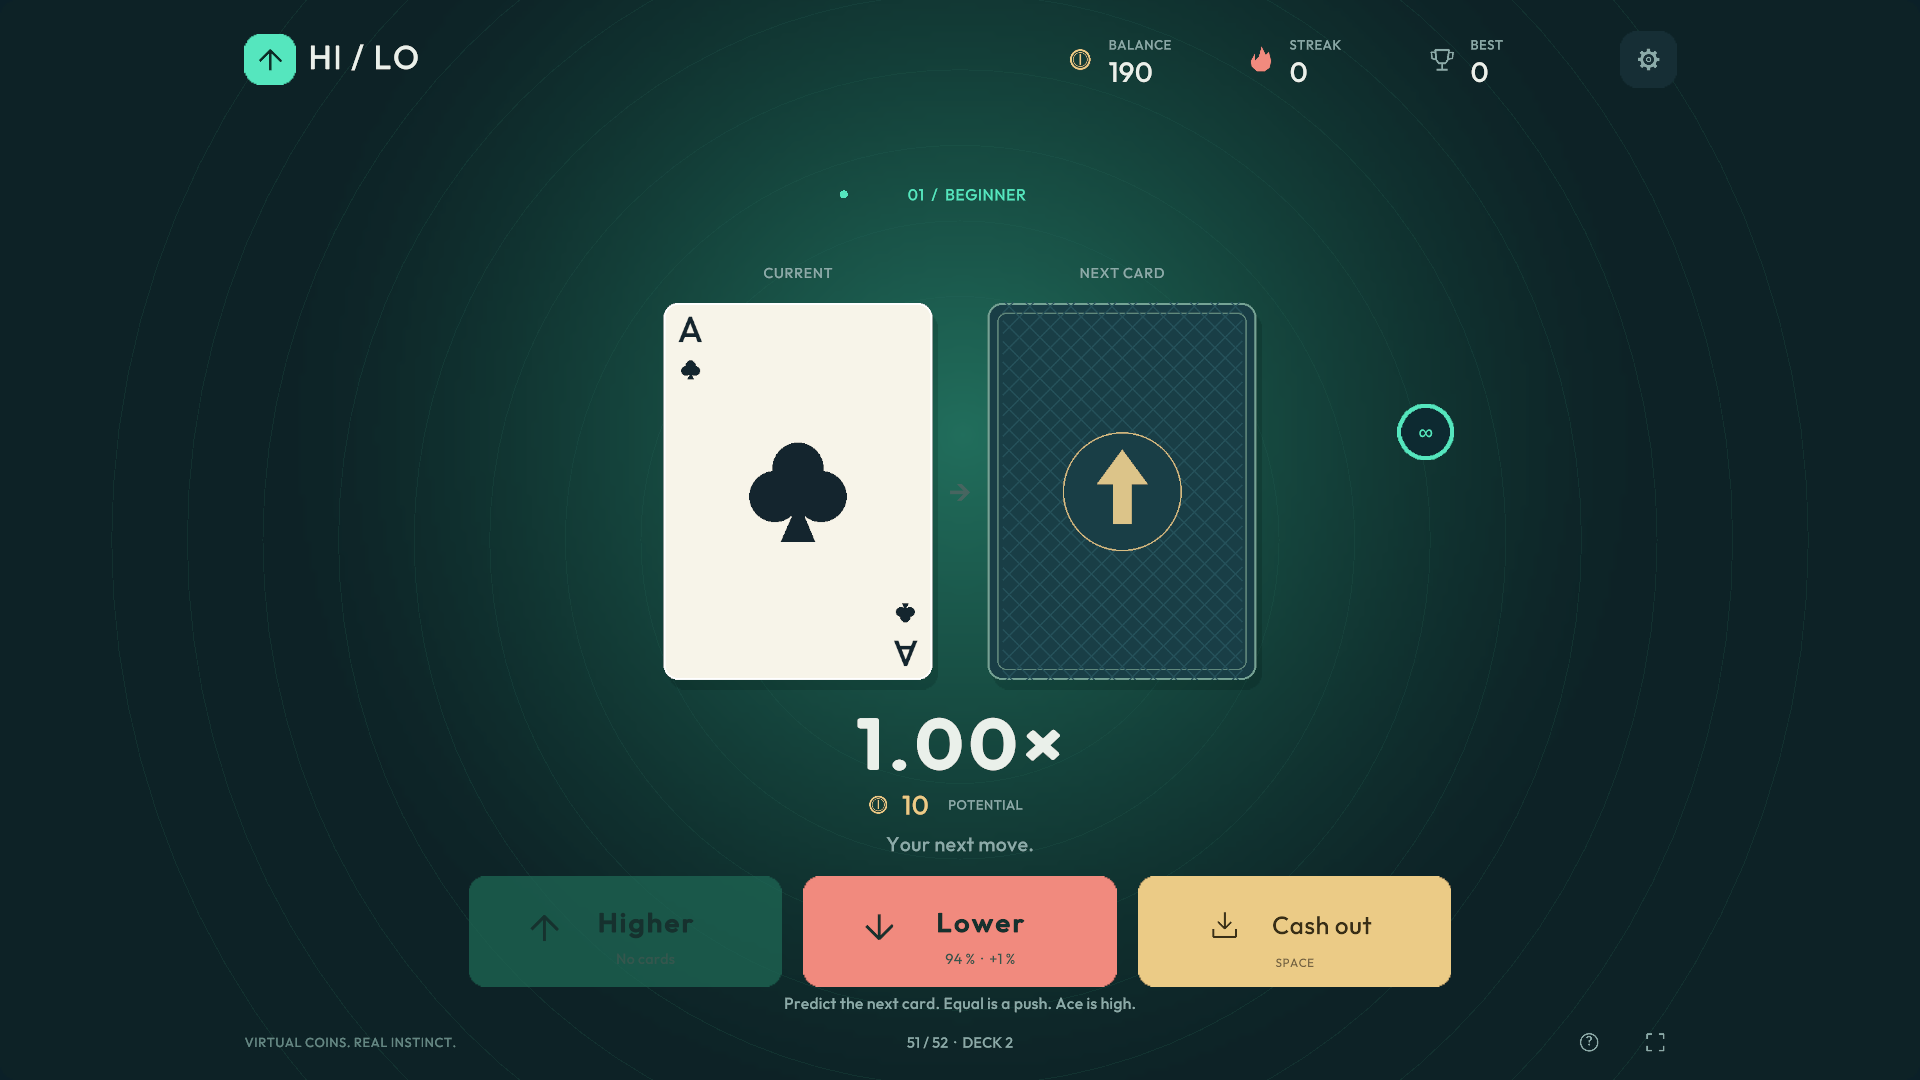 HI / LO
BALANCE
190
STREAK
0
BEST
0
01 / BEGINNER
CURRENT
NEXT CARD
A
A
∞
1.00×
10 POTENTIAL
Your next move.
Higher
No cards
Lower
94 % · +1 %
Cash out
SPACE
Predict the next card. Equal is a push. Ace is high.
VIRTUAL COINS. REAL INSTINCT.
51 / 52 · DECK 2